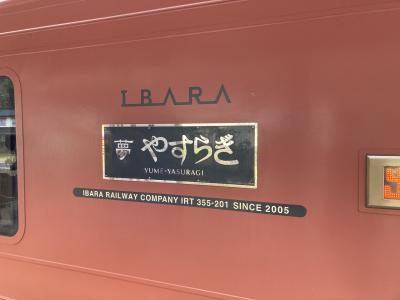 IBARA
夢 やすらぎ
YUME・YASURAGI
IBARA RAILWAY COMPANY IRT 355-201 SINCE 2005